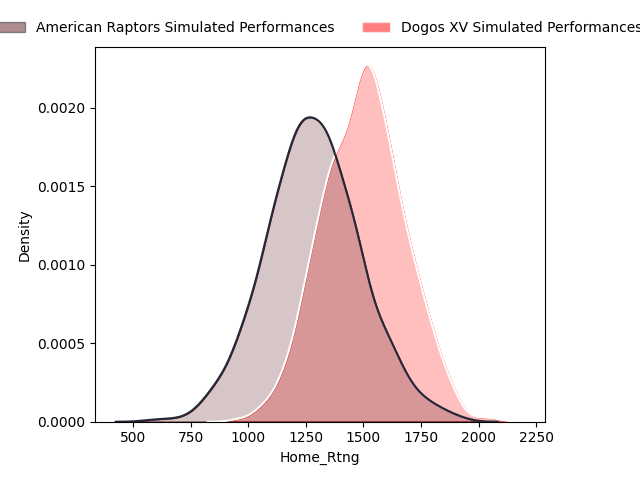 American Raptors Simulated Performances Dogos XV Simulated Performances
0.0020
0.0015
0.0010
0.0005
0.0000
Density
500 750 1000 1250 1500 1750 2000 2250
Home_Rtng